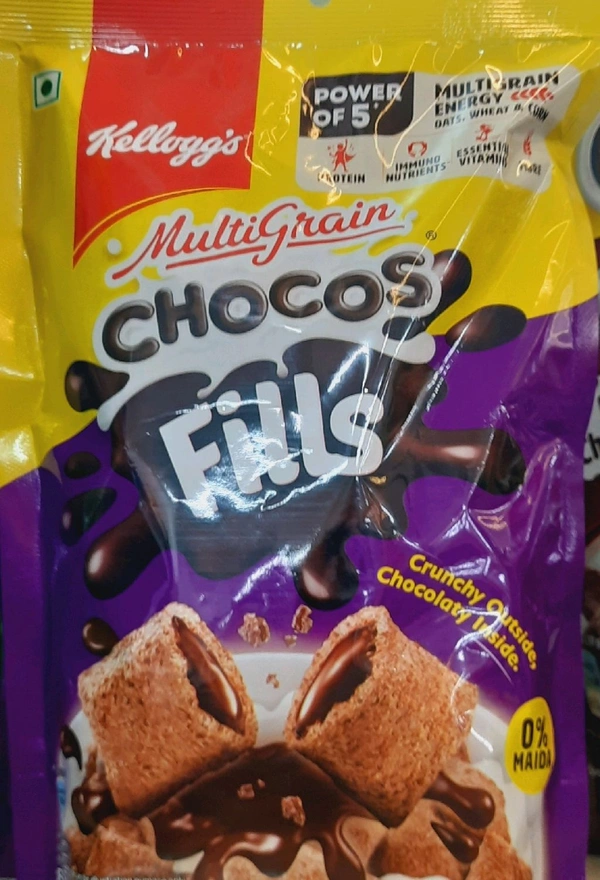 Kellogg's
POWER
OF 5*
MULTIGRAIN
ENERGY
OATS, WHEAT & CORN
PROTEIN
IMMUNO
NUTRIENTS
ESSENTIAL
VITAMINS
MultiGrain
CHOCOS®
Fills
Crunchy Outside,
Chocolaty Inside.
0%
MAIDA